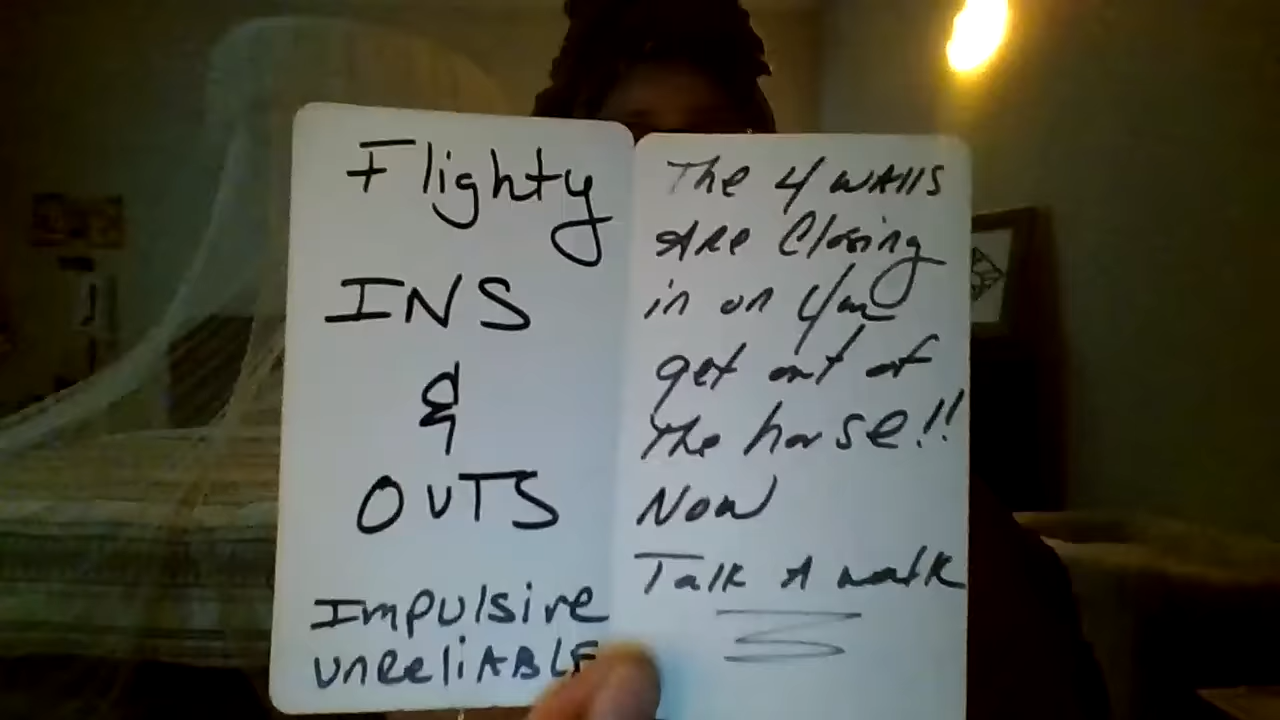 Flighty
INS
&
OUTS
Impulsive
UNReliABLE
The 4 WAlls
ARe Closing
in on You
get out of
The house!!
Now
Talk A walk